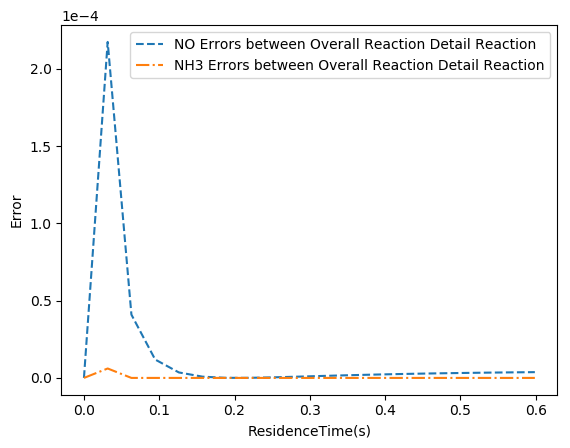 1e−4
NO Errors between Overall Reaction Detail Reaction
NH3 Errors between Overall Reaction Detail Reaction
2.0
1.5
1.0
0.5
0.0
Error
0.0 0.1 0.2 0.3 0.4 0.5 0.6
ResidenceTime(s)